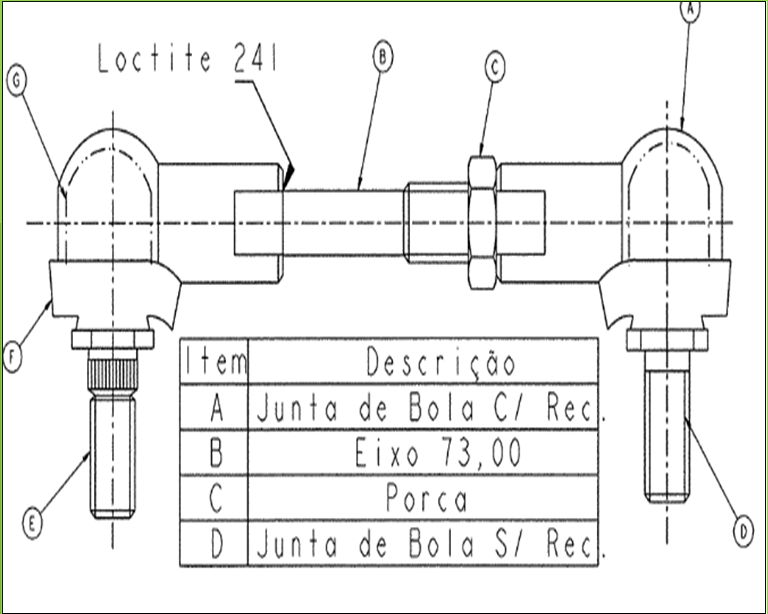 A
Loctite 241
B
C
G
F
Item Descrição
A Junta de Bola C/ Rec.
B Eixo 73,00
C Porca
D Junta de Bola S/ Rec.
E
D